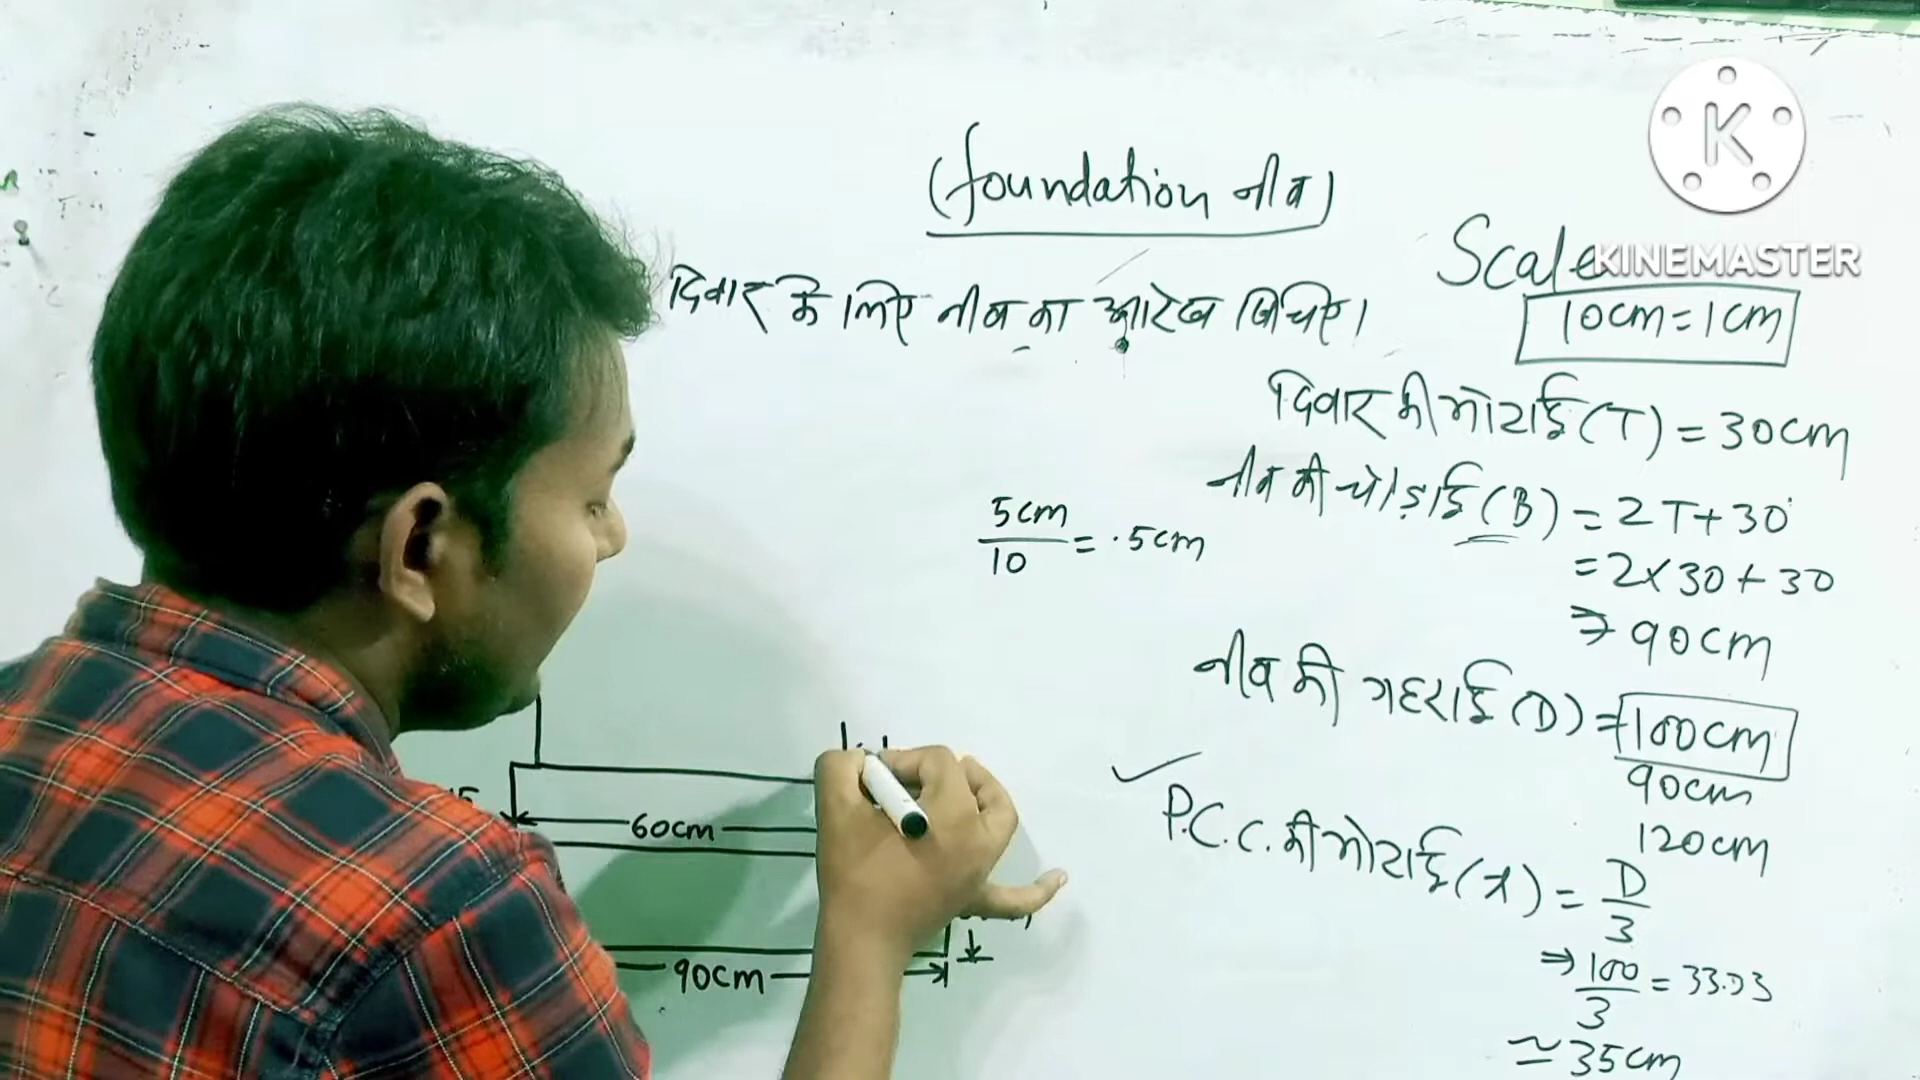 (foundation नीव)
K
KINEMASTER
Scale
10cm = 1cm
दिवार के लिए नीव का आरेख खिचिए।
दिवार की मोटाई (T) = 30cm
नीव की चोड़ाई (B) = 2T + 30
= 2 × 30 + 30
⇒ 90cm
5cm
10
= .5cm
नीव की गहराई (D) = 100cm
90cm
120cm
✓ P.C.C. की मोटाई (x) = D
3
⇒ 100
3
= 33.33
≃ 35cm
15
60cm
90cm